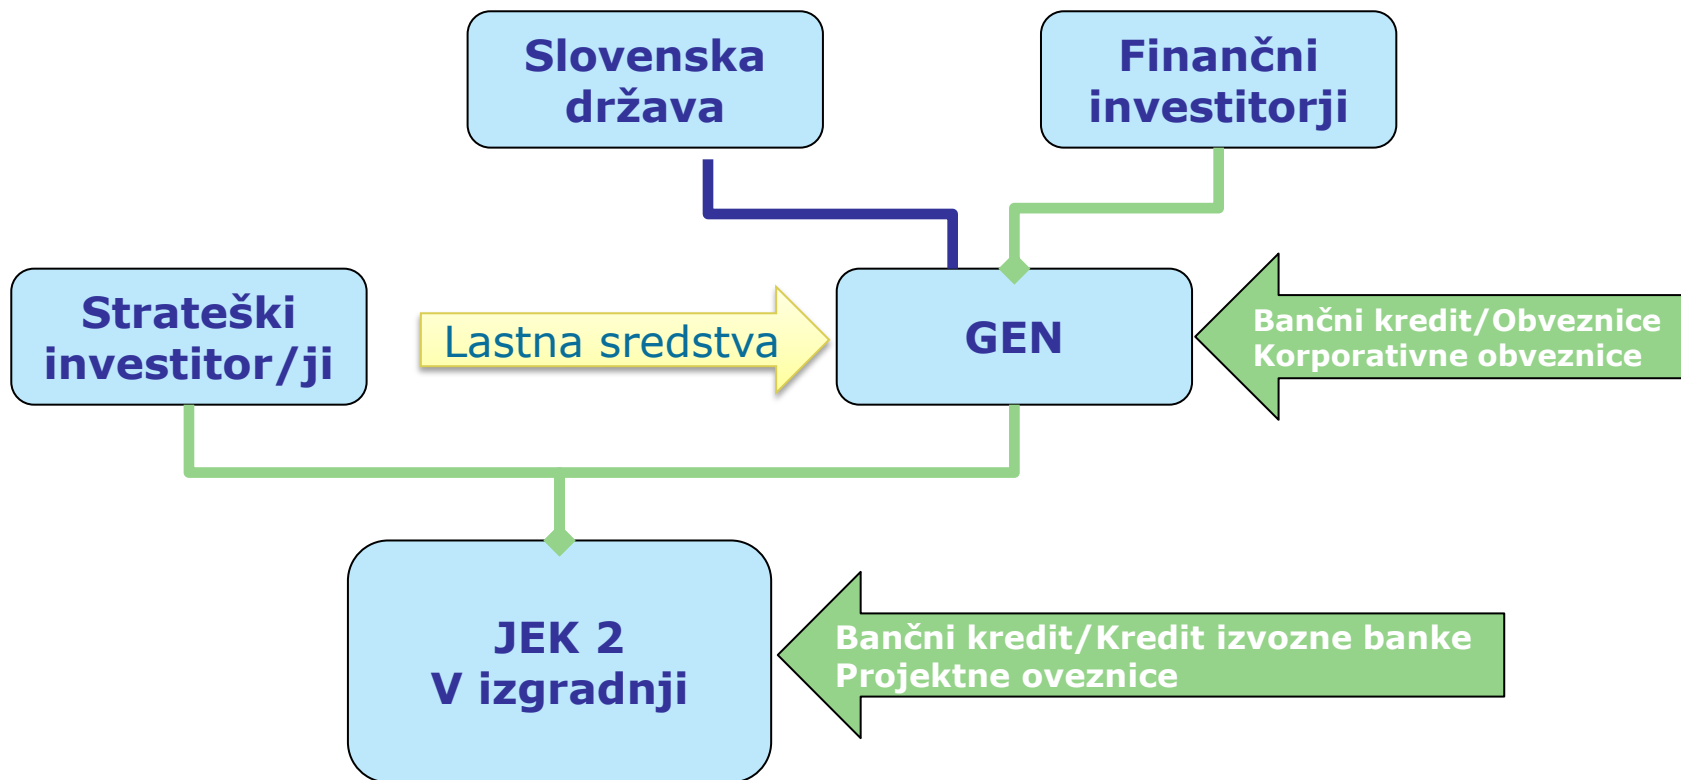 Slovenska
država
Finančni
investitorji
Strateški
investitor/ji
Lastna sredstva
GEN
Bančni kredit/Obveznice
Korporativne obveznice
JEK 2
V izgradnji
Bančni kredit/Kredit izvozne banke
Projektne oveznice